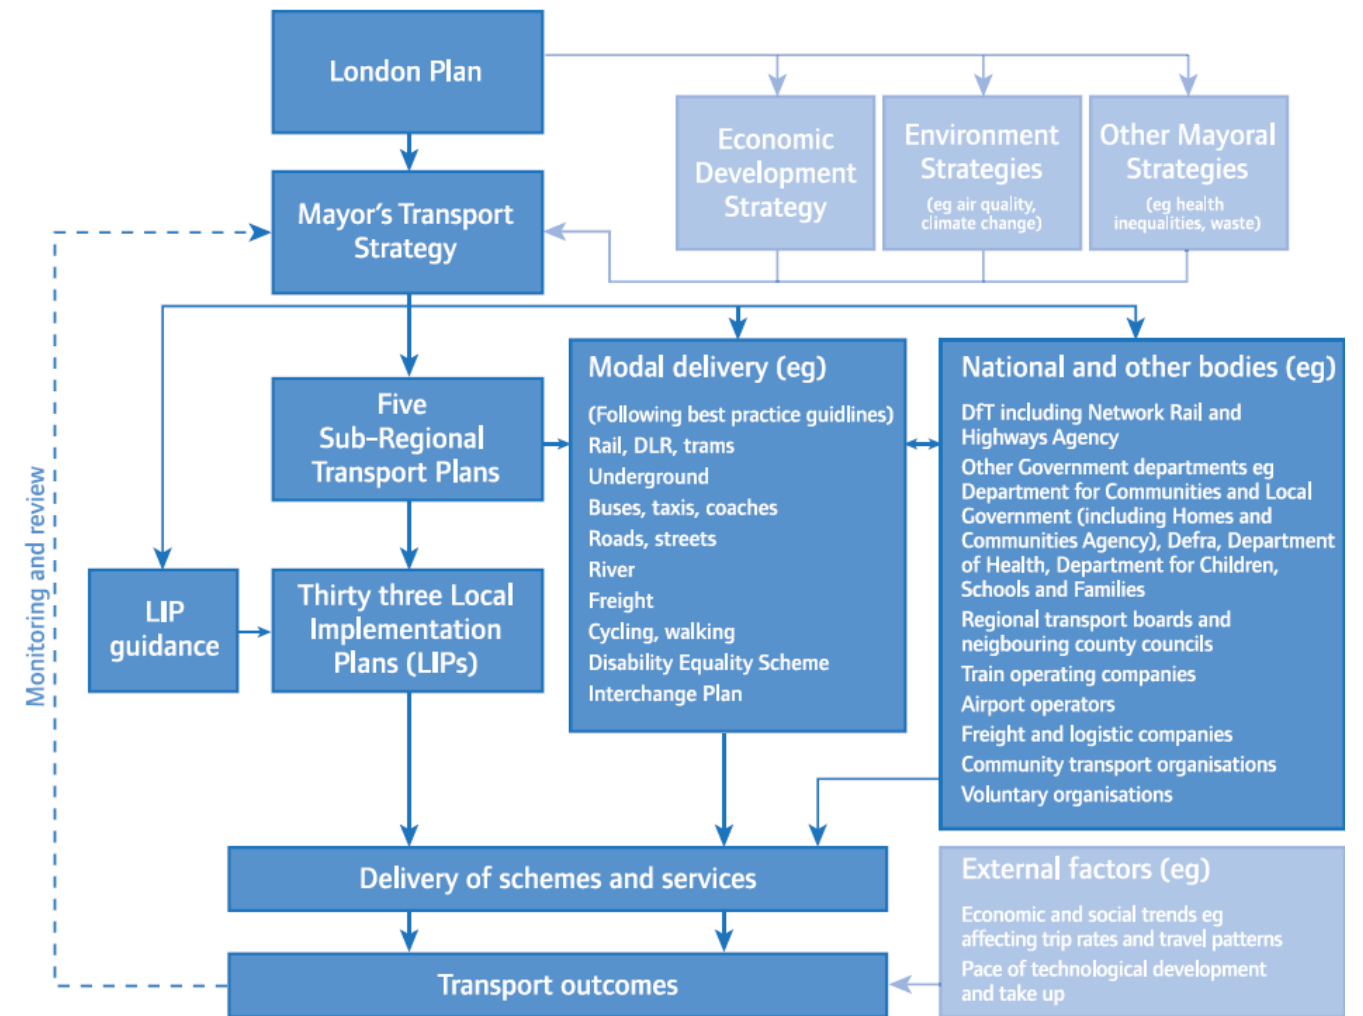 London Plan
Economic
Development
Strategy
Environment
Strategies
(eg air quality,
climate change)
Other Mayoral
Strategies
(eg health
inequalities, waste)
Mayor's Transport
Strategy
Monitoring and review
Five
Sub-Regional
Transport Plans
LIP
guidance
Thirty three Local
Implementation
Plans (LIPs)
Modal delivery (eg)
(Following best practice guidlines)
Rail, DLR, trams
Underground
Buses, taxis, coaches
Roads, streets
River
Freight
Cycling, walking
Disability Equality Scheme
Interchange Plan
National and other bodies (eg)
DfT including Network Rail and
Highways Agency
Other Government departments eg
Department for Communities and Local
Government (including Homes and
Communities Agency), Defra, Department
of Health, Department for Children,
Schools and Families
Regional transport boards and
neigbouring county councils
Train operating companies
Airport operators
Freight and logistic companies
Community transport organisations
Voluntary organisations
Delivery of schemes and services
Transport outcomes
External factors (eg)
Economic and social trends eg
affecting trip rates and travel patterns
Pace of technological development
and take up